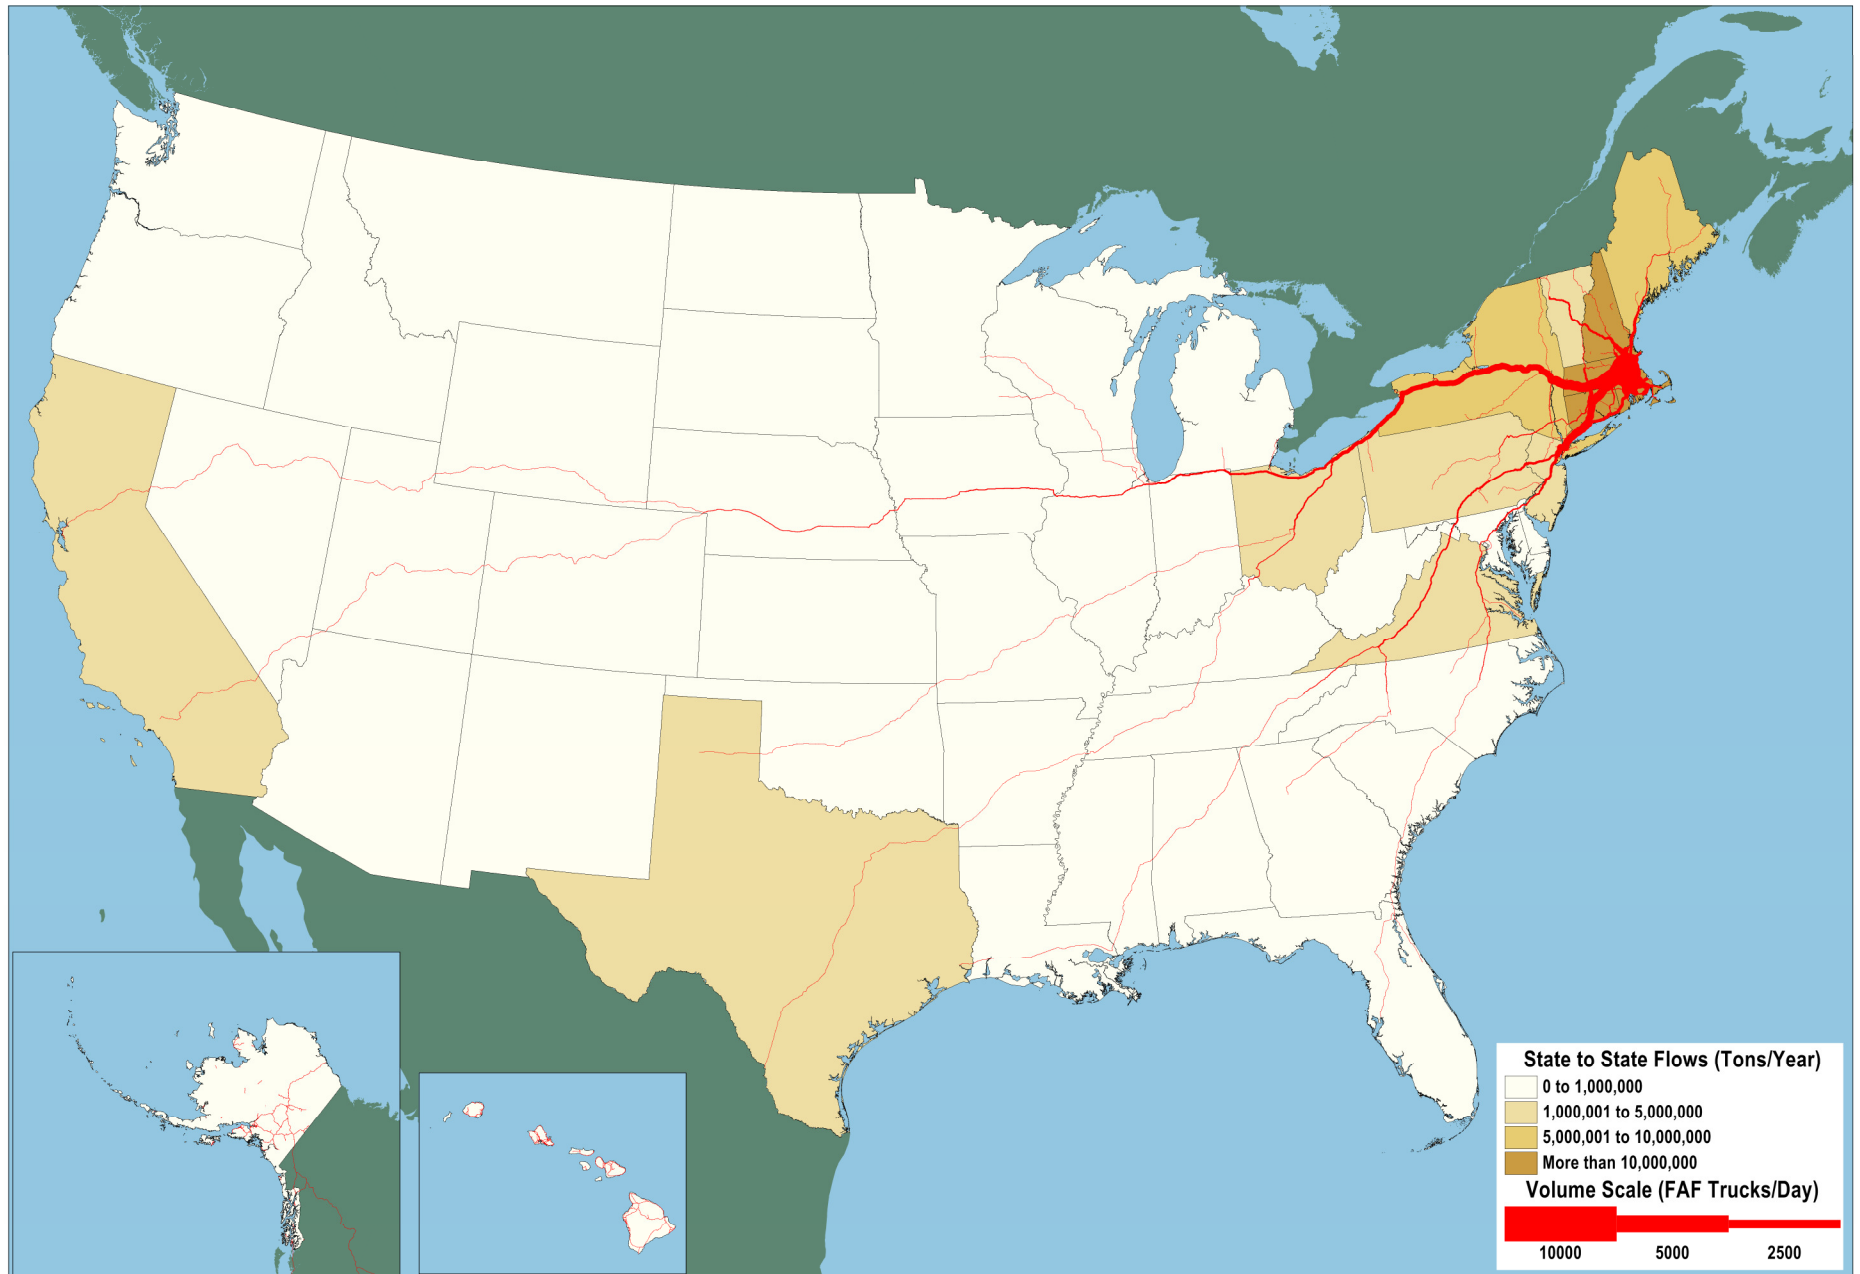 State to State Flows (Tons/Year)
0 to 1,000,000
1,000,001 to 5,000,000
5,000,001 to 10,000,000
More than 10,000,000
Volume Scale (FAF Trucks/Day)
10000 5000 2500